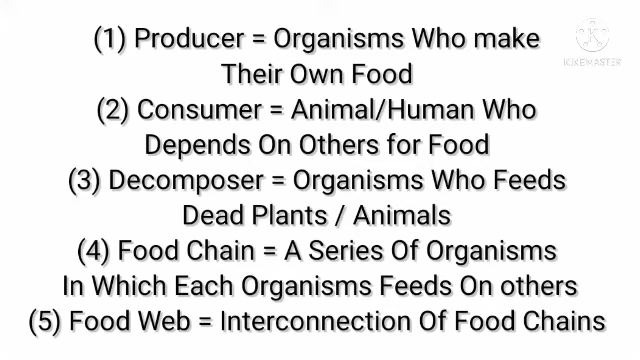 (1) Producer = Organisms Who make
Their Own Food
(2) Consumer = Animal/Human Who
Depends On Others for Food
(3) Decomposer = Organisms Who Feeds
Dead Plants / Animals
(4) Food Chain = A Series Of Organisms
In Which Each Organisms Feeds On others
(5) Food Web = Interconnection Of Food Chains
KINEMASTER